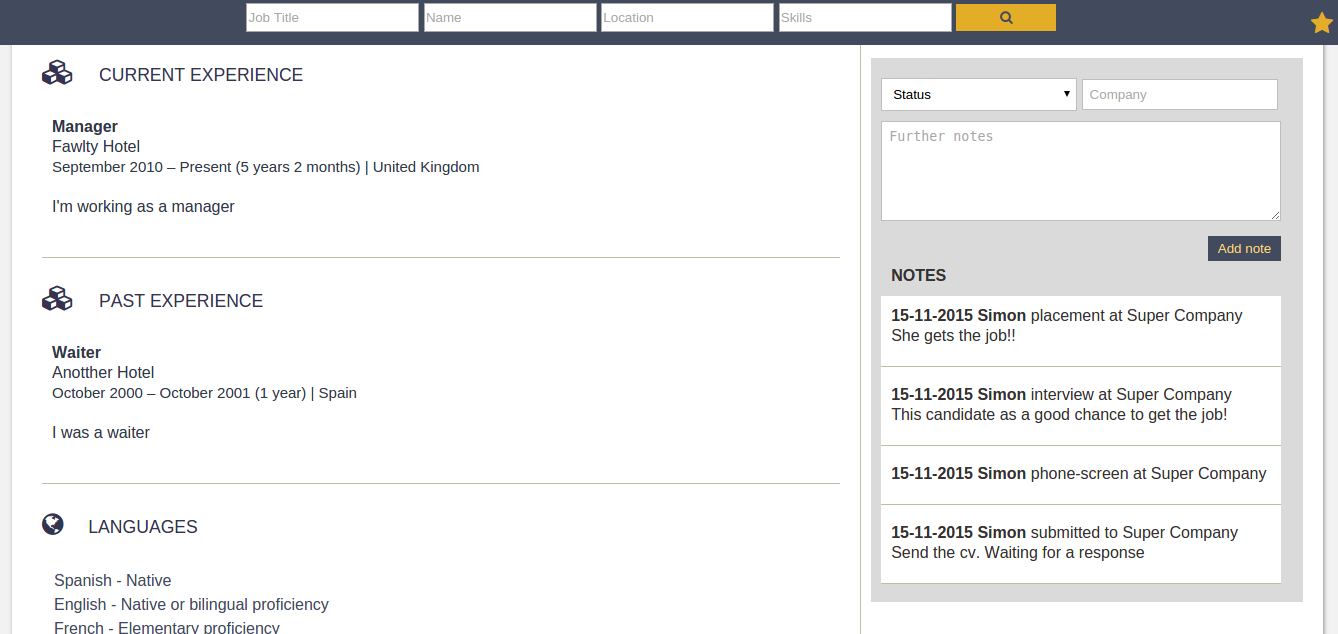 Job Title Name Location Skills
CURRENT EXPERIENCE
Manager
Fawlty Hotel
September 2010 – Present (5 years 2 months) | United Kingdom
I'm working as a manager
PAST EXPERIENCE
Waiter
Anotther Hotel
October 2000 – October 2001 (1 year) | Spain
I was a waiter
LANGUAGES
Spanish - Native
English - Native or bilingual proficiency
French - Elementary proficiency
Status Company
Further notes
Add note
NOTES
15-11-2015 Simon placement at Super Company
She gets the job!!
15-11-2015 Simon interview at Super Company
This candidate as a good chance to get the job!
15-11-2015 Simon phone-screen at Super Company
15-11-2015 Simon submitted to Super Company
Send the cv. Waiting for a response